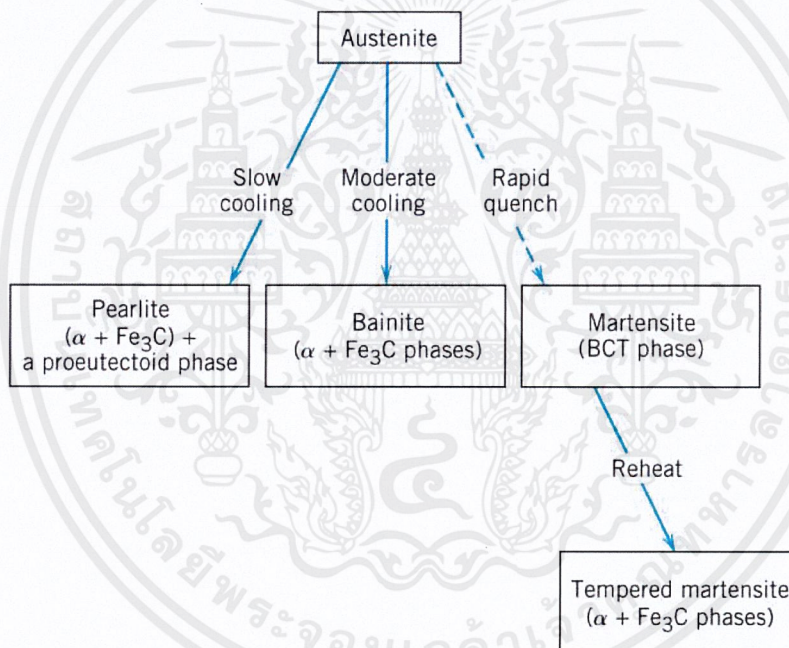 Austenite
Slow
cooling
Moderate
cooling
Rapid
quench
Pearlite
(α + Fe₃C) +
a proeutectoid phase
Bainite
(α + Fe₃C phases)
Martensite
(BCT phase)
Reheat
Tempered martensite
(α + Fe₃C phases)